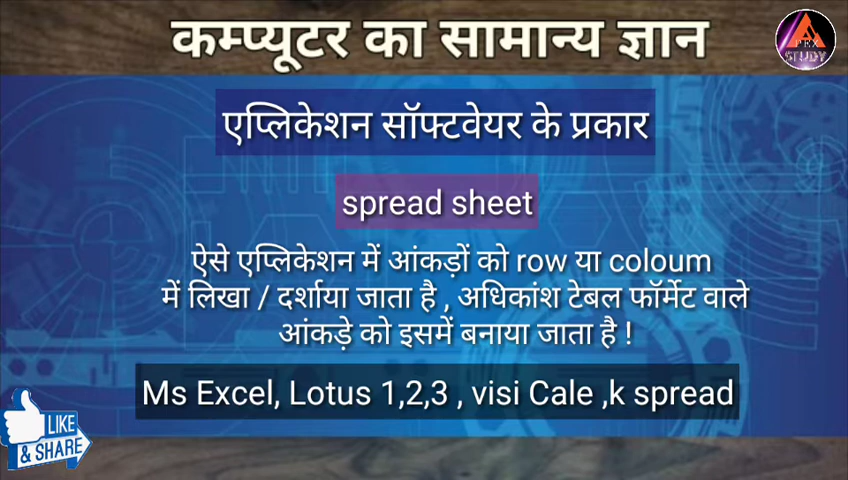 कम्प्यूटर का सामान्य ज्ञान
APEX
STUDY
एप्लिकेशन सॉफ्टवेयर के प्रकार
spread sheet
ऐसे एप्लिकेशन में आंकड़ों को row या coloum
में लिखा / दर्शाया जाता है , अधिकांश टेबल फॉर्मेट वाले
आंकड़े को इसमें बनाया जाता है !
Ms Excel, Lotus 1,2,3 , visi Cale ,k spread
LIKE
& SHARE